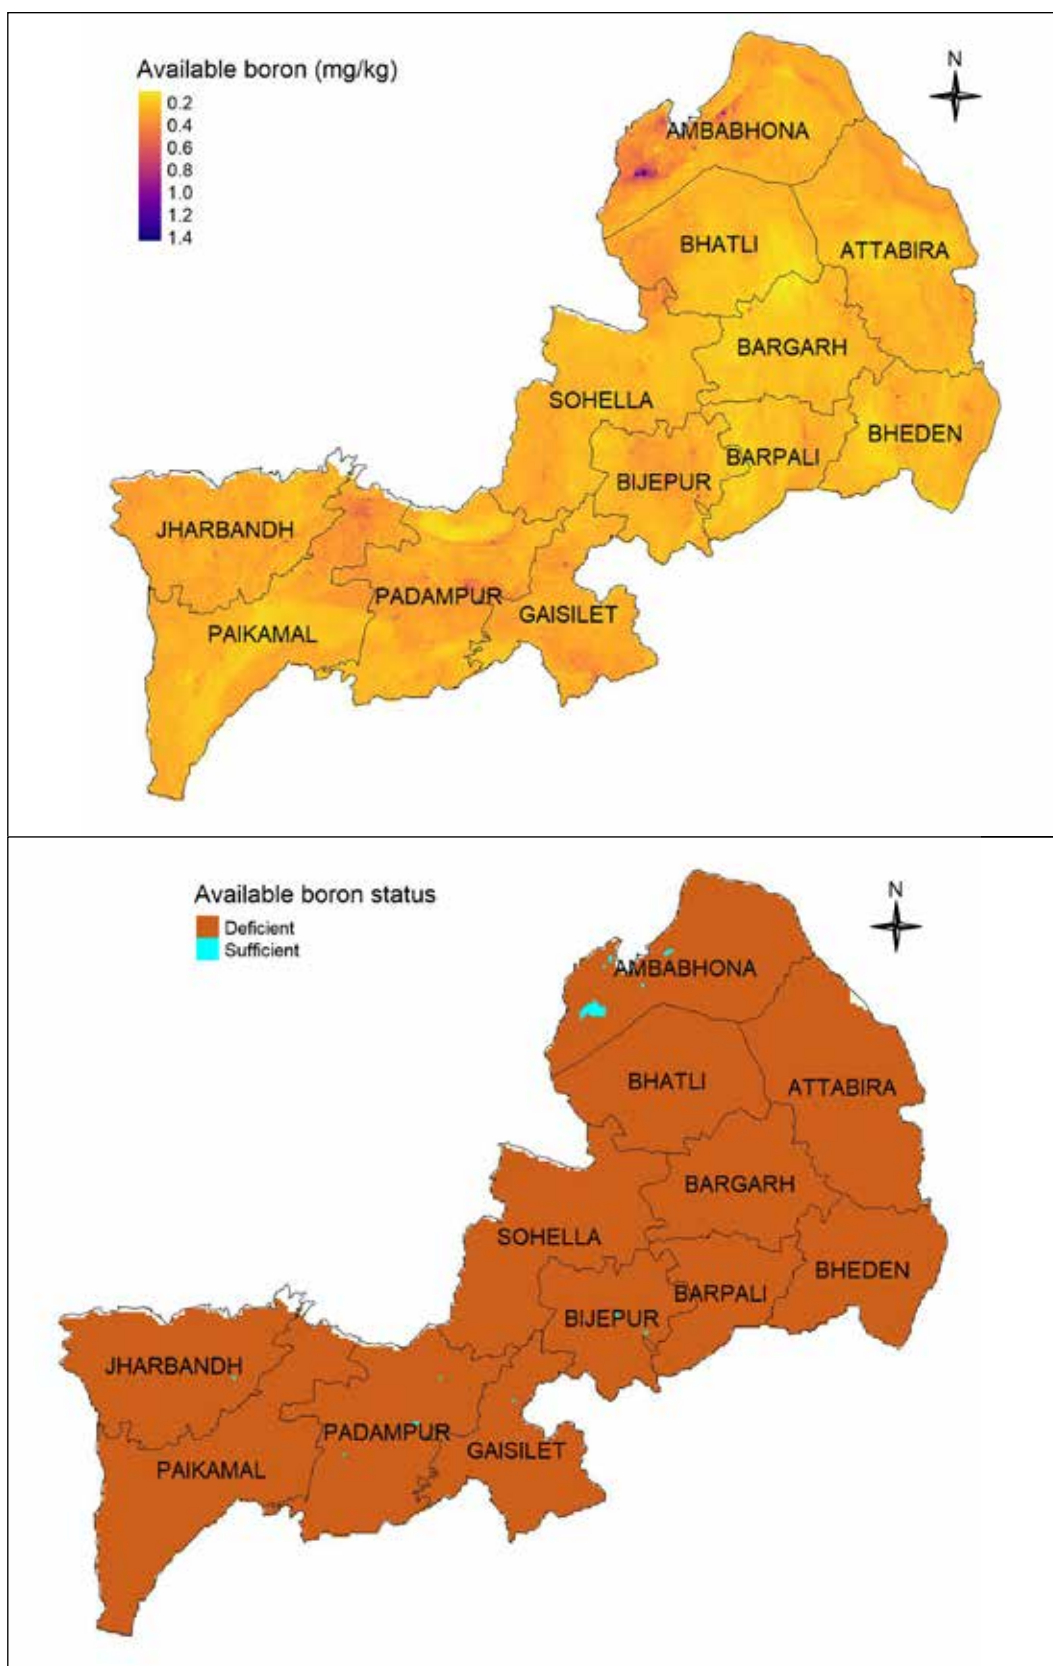 Available boron (mg/kg)
0.2
0.4
0.6
0.8
1.0
1.2
1.4
N
AMBABHONA
BHATLI
ATTABIRA
BARGARH
SOHELLA
BHEDEN
BARPALI
BIJEPUR
JHARBANDH
PADAMPUR
GAISILET
PAIKAMAL
Available boron status
Deficient
Sufficient
N
AMBABHONA
BHATLI
ATTABIRA
BARGARH
SOHELLA
BHEDEN
BARPALI
BIJEPUR
JHARBANDH
PADAMPUR
GAISILET
PAIKAMAL